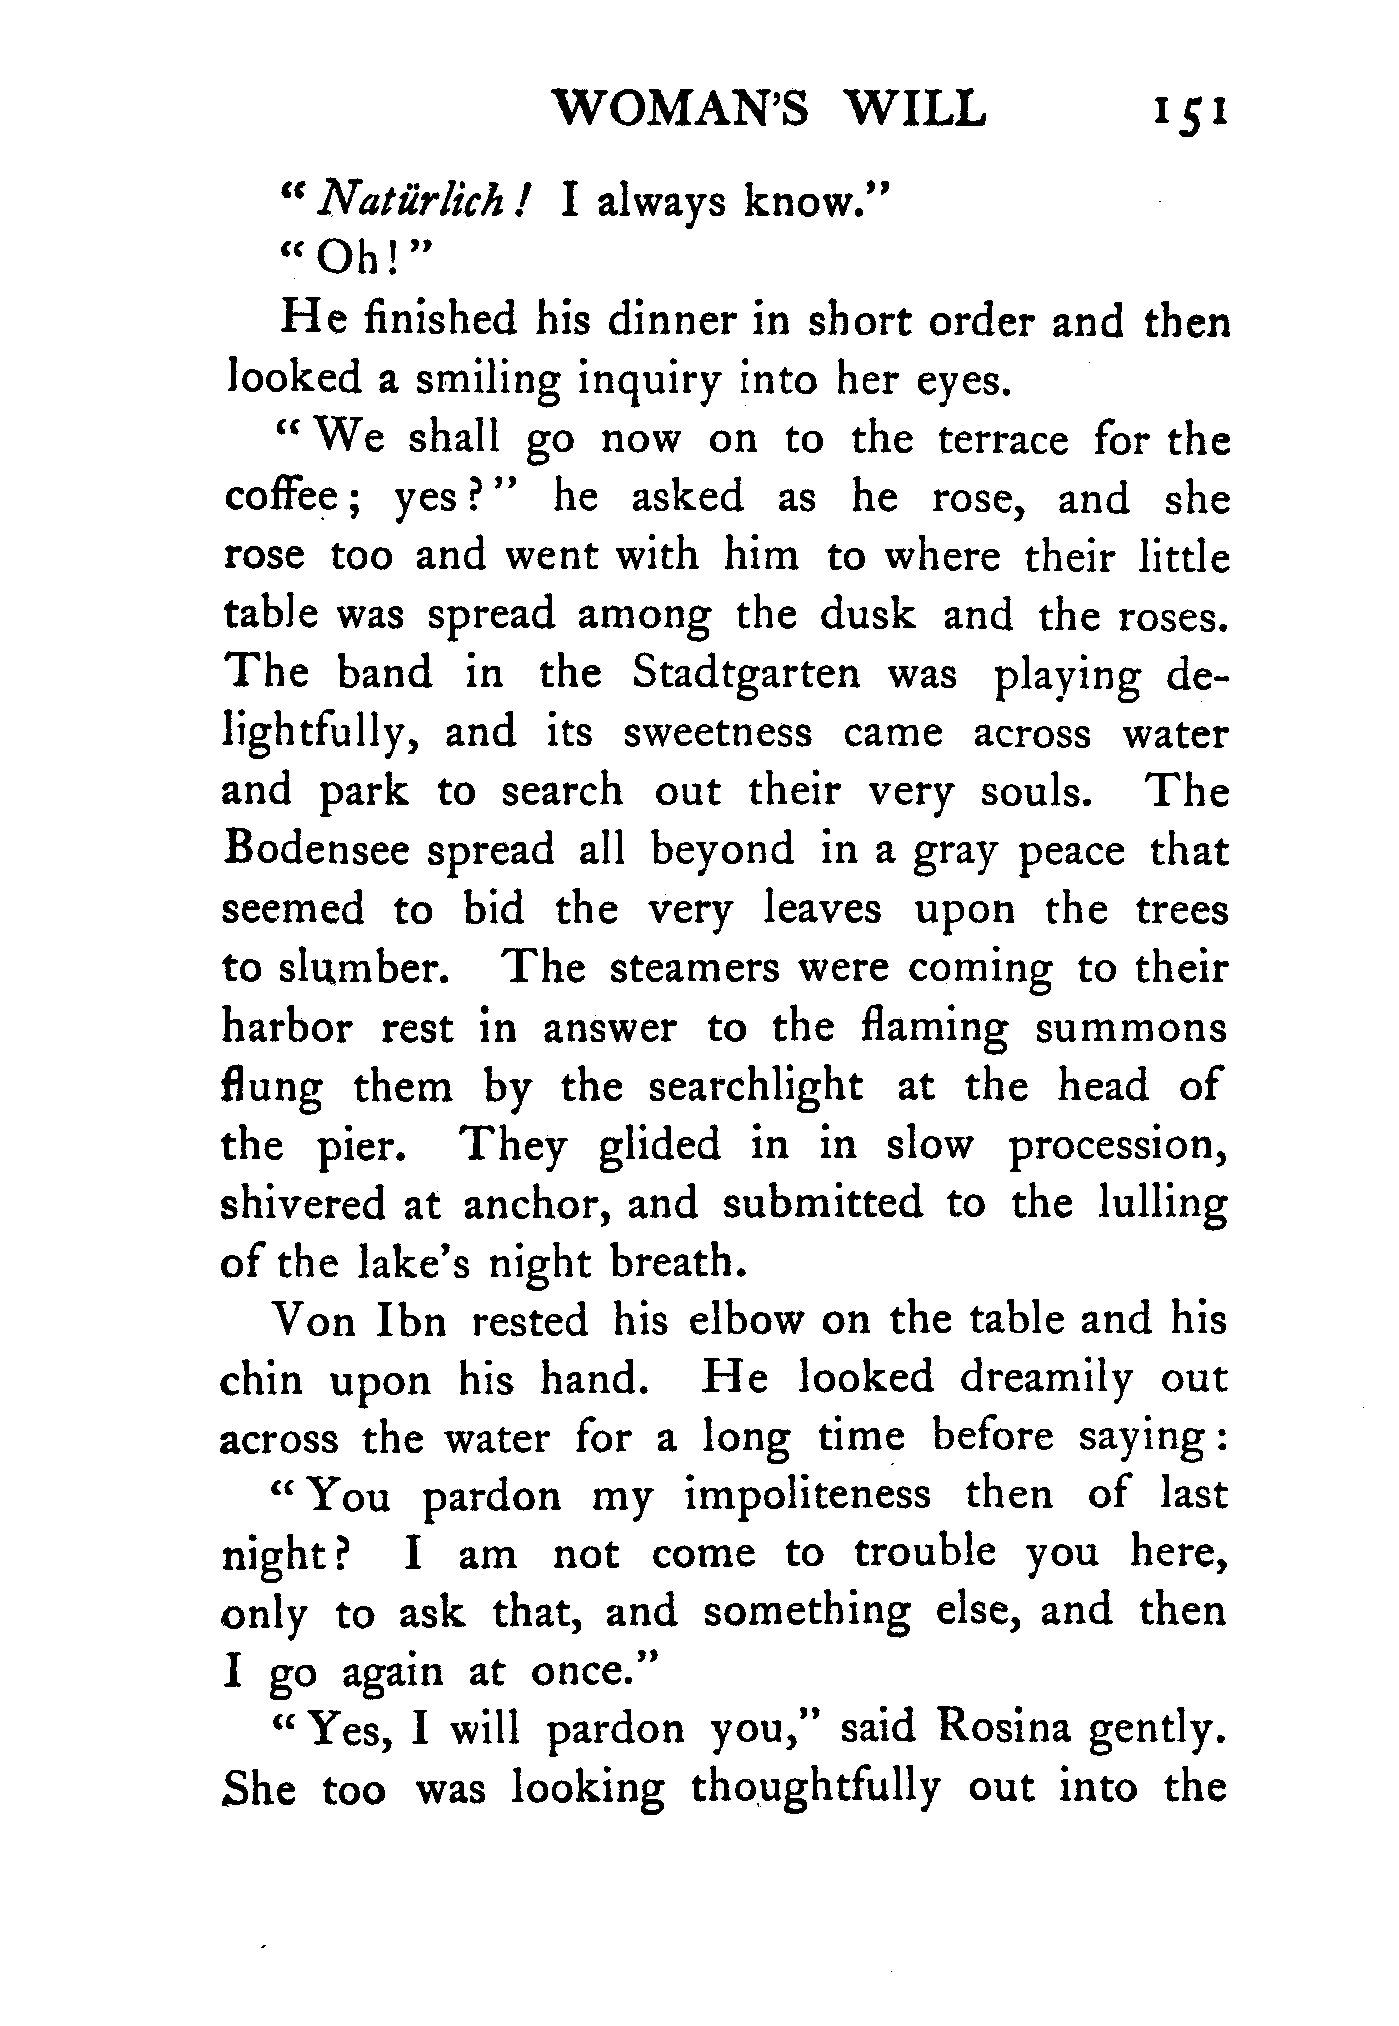 WOMAN'S WILL 151
"Natürlich! I always know."
"Oh!"
He finished his dinner in short order and then
looked a smiling inquiry into her eyes.
"We shall go now on to the terrace for the
coffee; yes?" he asked as he rose, and she
rose too and went with him to where their little
table was spread among the dusk and the roses.
The band in the Stadtgarten was playing de-
lightfully, and its sweetness came across water
and park to search out their very souls. The
Bodensee spread all beyond in a gray peace that
seemed to bid the very leaves upon the trees
to slumber. The steamers were coming to their
harbor rest in answer to the flaming summons
flung them by the searchlight at the head of
the pier. They glided in in slow procession,
shivered at anchor, and submitted to the lulling
of the lake's night breath.
Von Ibn rested his elbow on the table and his
chin upon his hand. He looked dreamily out
across the water for a long time before saying:
"You pardon my impoliteness then of last
night? I am not come to trouble you here,
only to ask that, and something else, and then
I go again at once."
"Yes, I will pardon you," said Rosina gently.
She too was looking thoughtfully out into the